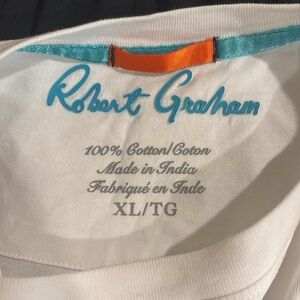 Robert Graham
100% Cotton/Coton
Made in India
Fabriqué en Inde
XL/TG